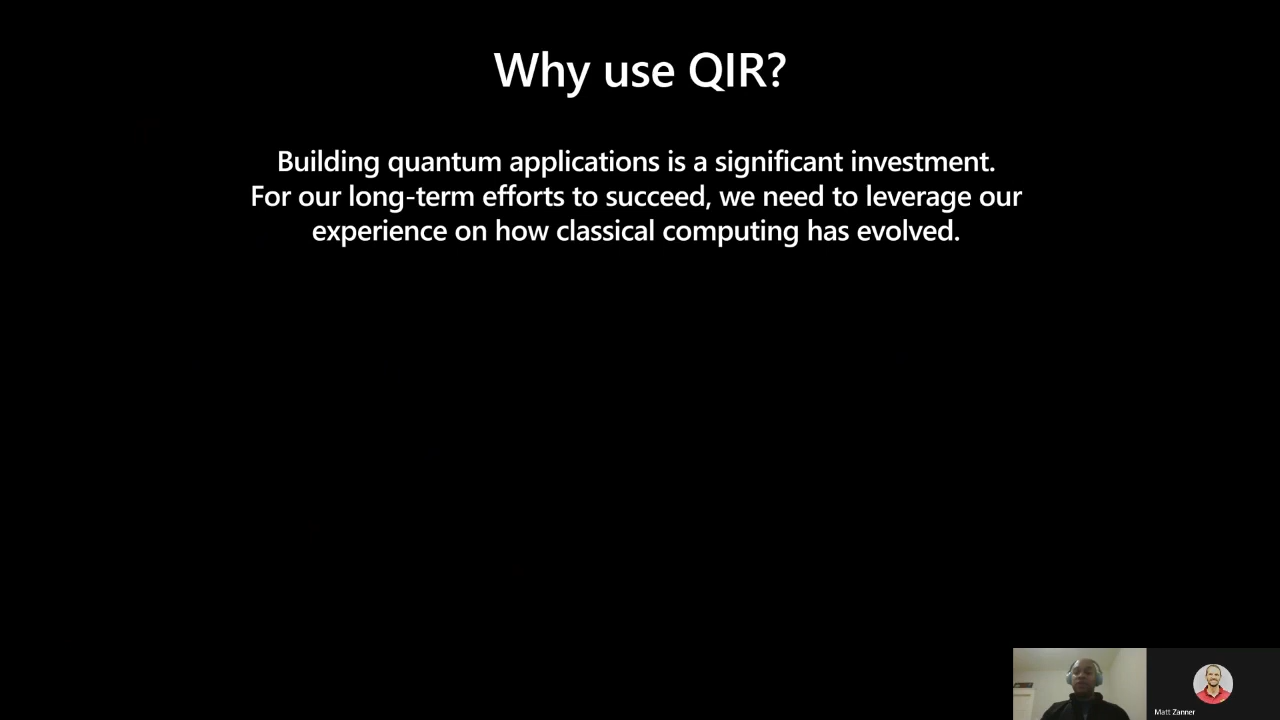 Why use QIR?
Building quantum applications is a significant investment.
For our long-term efforts to succeed, we need to leverage our
experience on how classical computing has evolved.
Matt Zanner